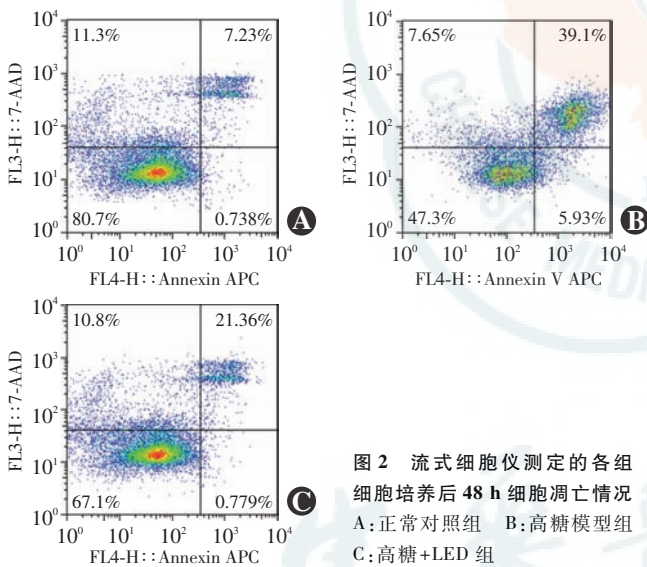 11.3%
7.23%
80.7%
0.738%
10⁴
10³
10²
10¹
10⁰
FL3-H::7-AAD
10⁰ 10¹ 10² 10³ 10⁴
FL4-H::Annexin APC
A
7.65%
39.1%
47.3%
5.93%
10⁴
10³
10²
10¹
10⁰
FL3-H::7-AAD
10⁰ 10¹ 10² 10³ 10⁴
FL4-H::Annexin V APC
B
10.8%
21.36%
67.1%
0.779%
10⁴
10³
10²
10¹
10⁰
FL3-H::7-AAD
10⁰ 10¹ 10² 10³ 10⁴
FL4-H::Annexin APC
C
图 2 流式细胞仪测定的各组
细胞培养后 48 h 细胞凋亡情况
A:正常对照组 B:高糖模型组
C:高糖+LED 组